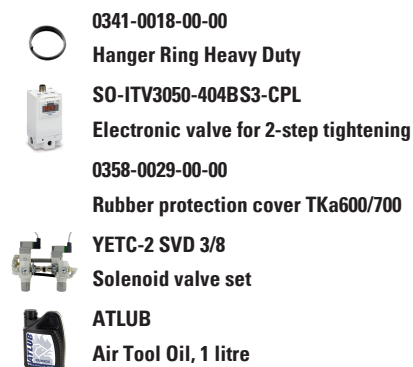 0341-0018-00-00
Hanger Ring Heavy Duty
SO-ITV3050-404BS3-CPL
Electronic valve for 2-step tightening
0358-0029-00-00
Rubber protection cover TKa600/700
YETC-2 SVD 3/8
Solenoid valve set
ATLUB
Air Tool Oil, 1 litre
ATLUB